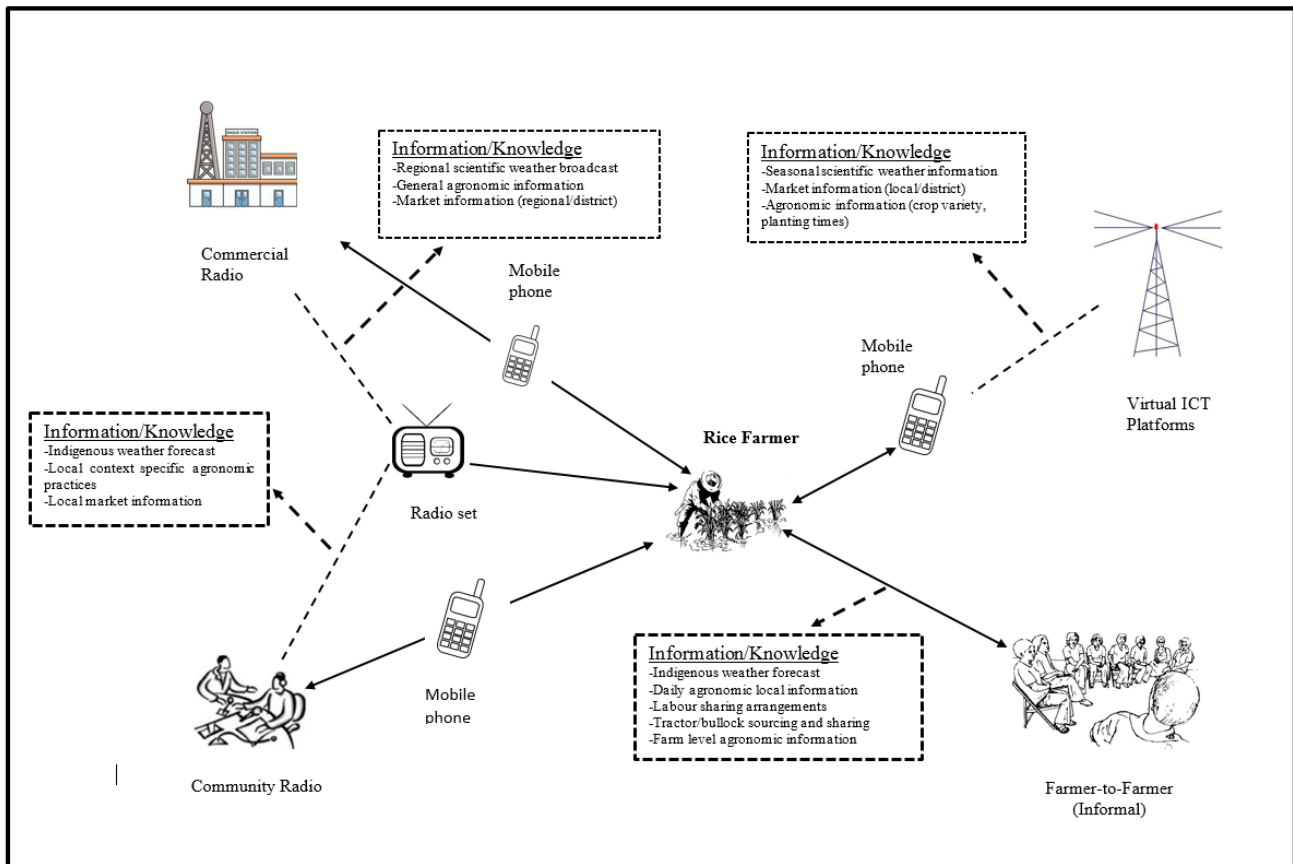 RADIO STATION
Information/Knowledge
-Regional scientific weather broadcast
-General agronomic information
-Market information (regional/district)
Information/Knowledge
-Seasonal scientific weather information
-Market information (local/district)
-Agronomic information (crop variety,
planting times)
Commercial
Radio
Mobile
phone
Mobile
phone
Virtual ICT
Platforms
Information/Knowledge
-Indigenous weather forecast
-Local context specific agronomic
practices
-Local market information
Rice Farmer
Radio set
Information/Knowledge
-Indigenous weather forecast
-Daily agronomic local information
-Labour sharing arrangements
-Tractor/bullock sourcing and sharing
-Farm level agronomic information
Mobile
phone
Community Radio
Farmer-to-Farmer
(Informal)